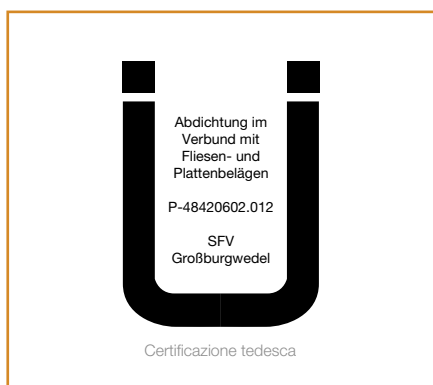 Abdichtung im
Verbund mit
Fliesen- und
Plattenbelägen
P-48420602.012
SFV
Großburgwedel
Certificazione tedesca